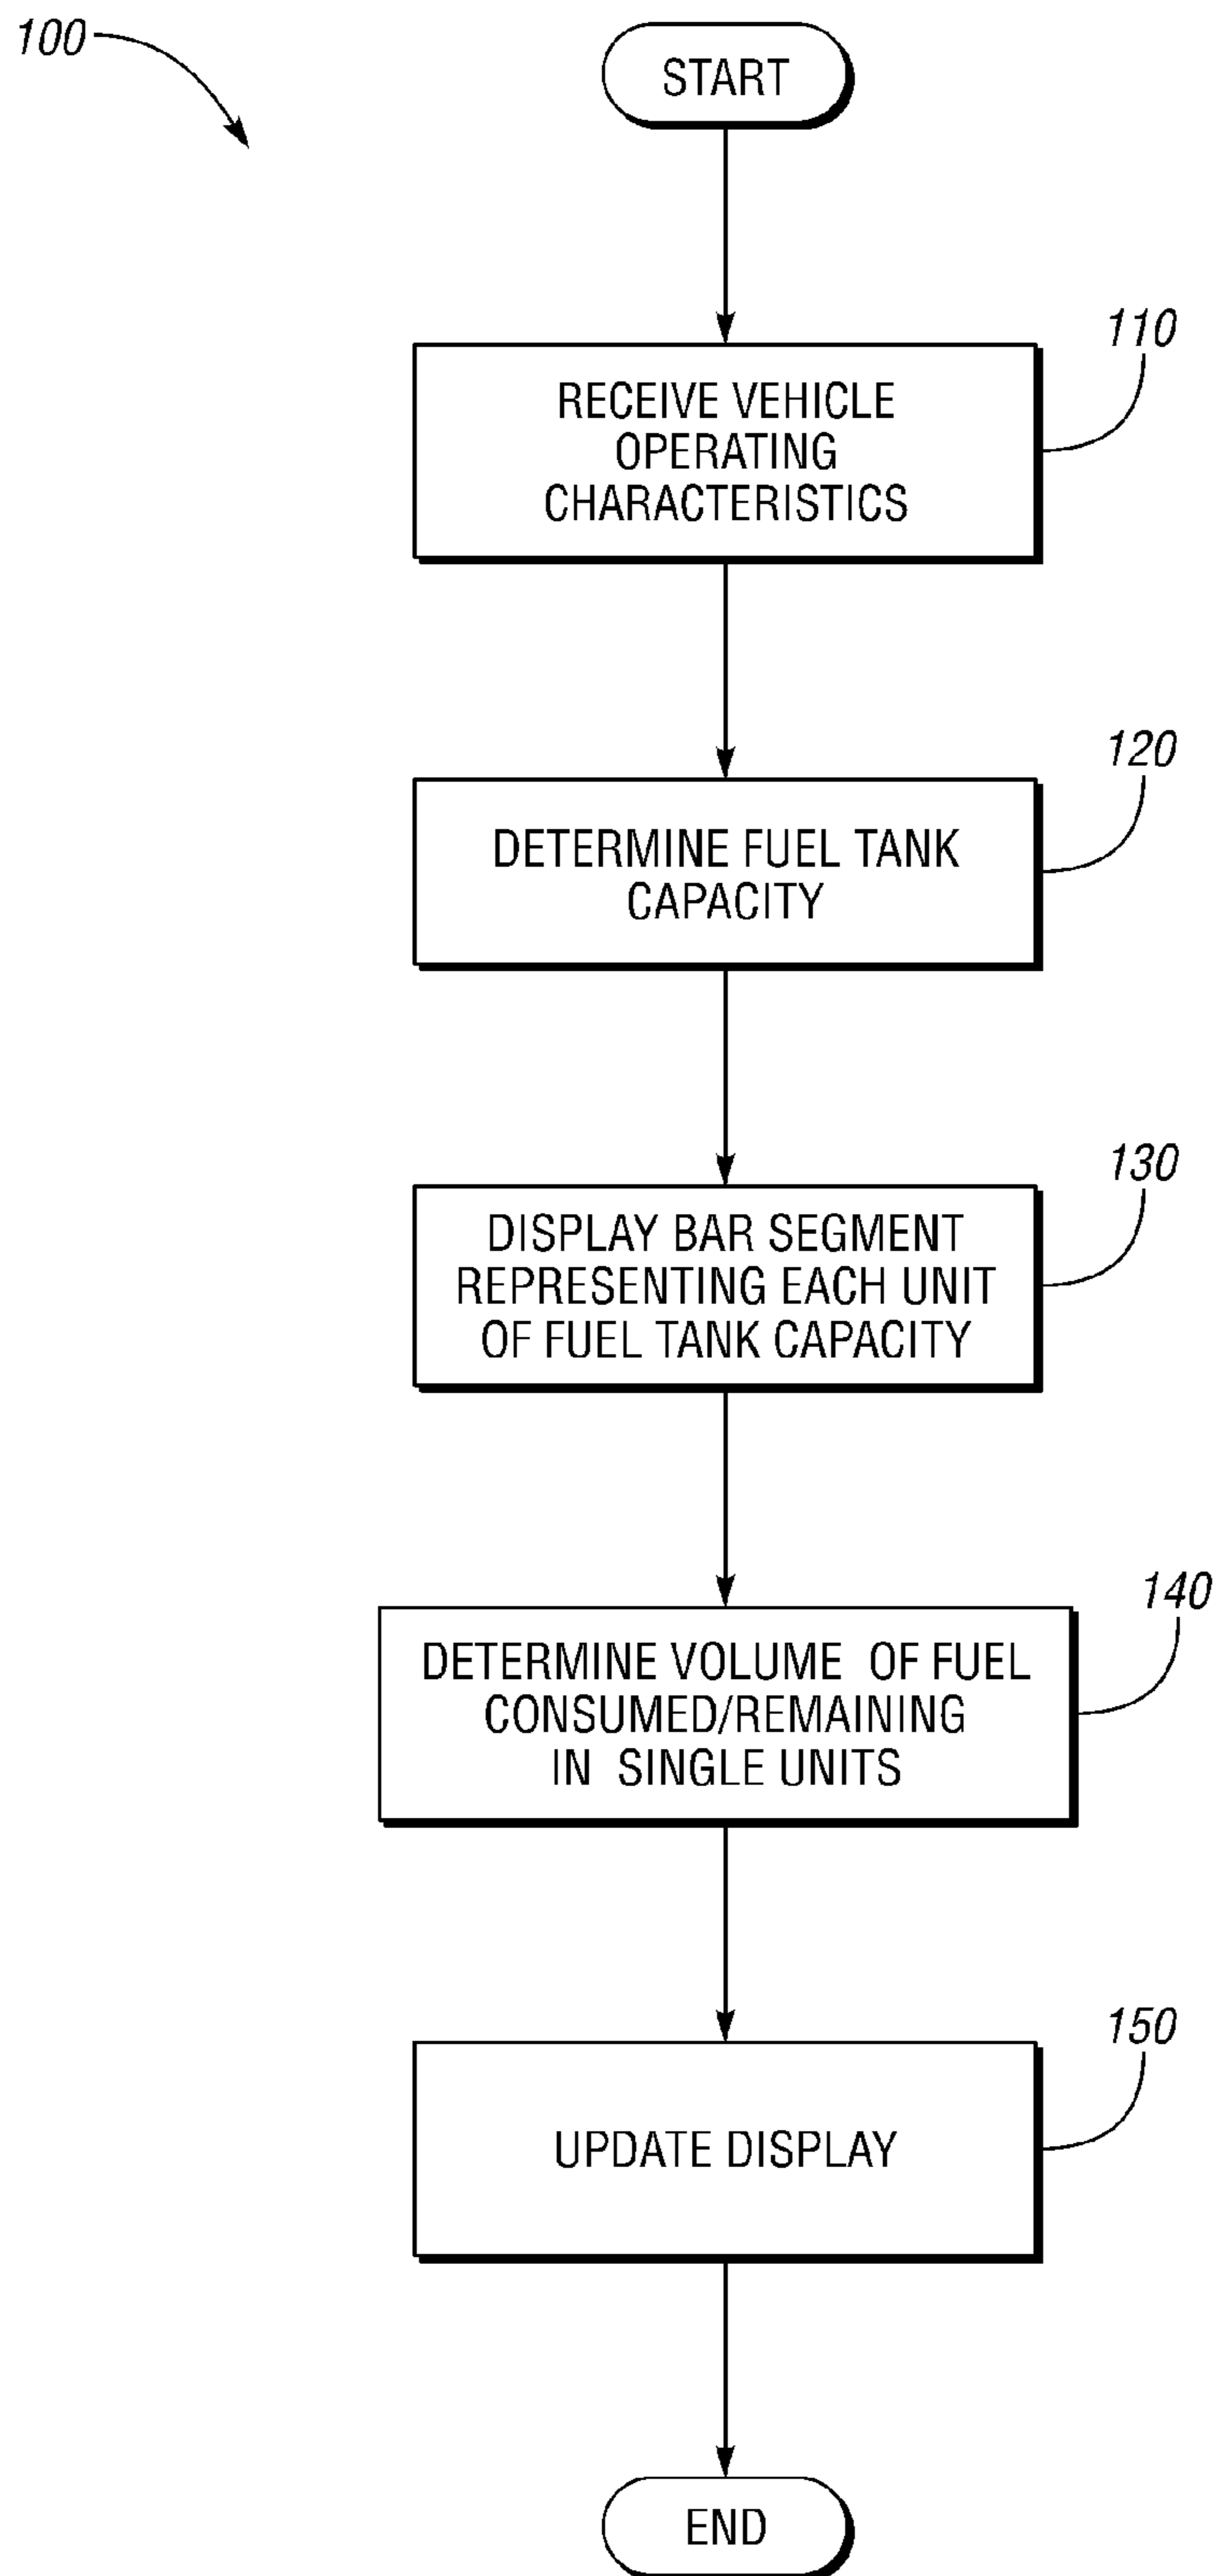 100
START
110
RECEIVE VEHICLE
OPERATING
CHARACTERISTICS
120
DETERMINE FUEL TANK
CAPACITY
130
DISPLAY BAR SEGMENT
REPRESENTING EACH UNIT
OF FUEL TANK CAPACITY
140
DETERMINE VOLUME OF FUEL
CONSUMED/REMAINING
IN SINGLE UNITS
150
UPDATE DISPLAY
END